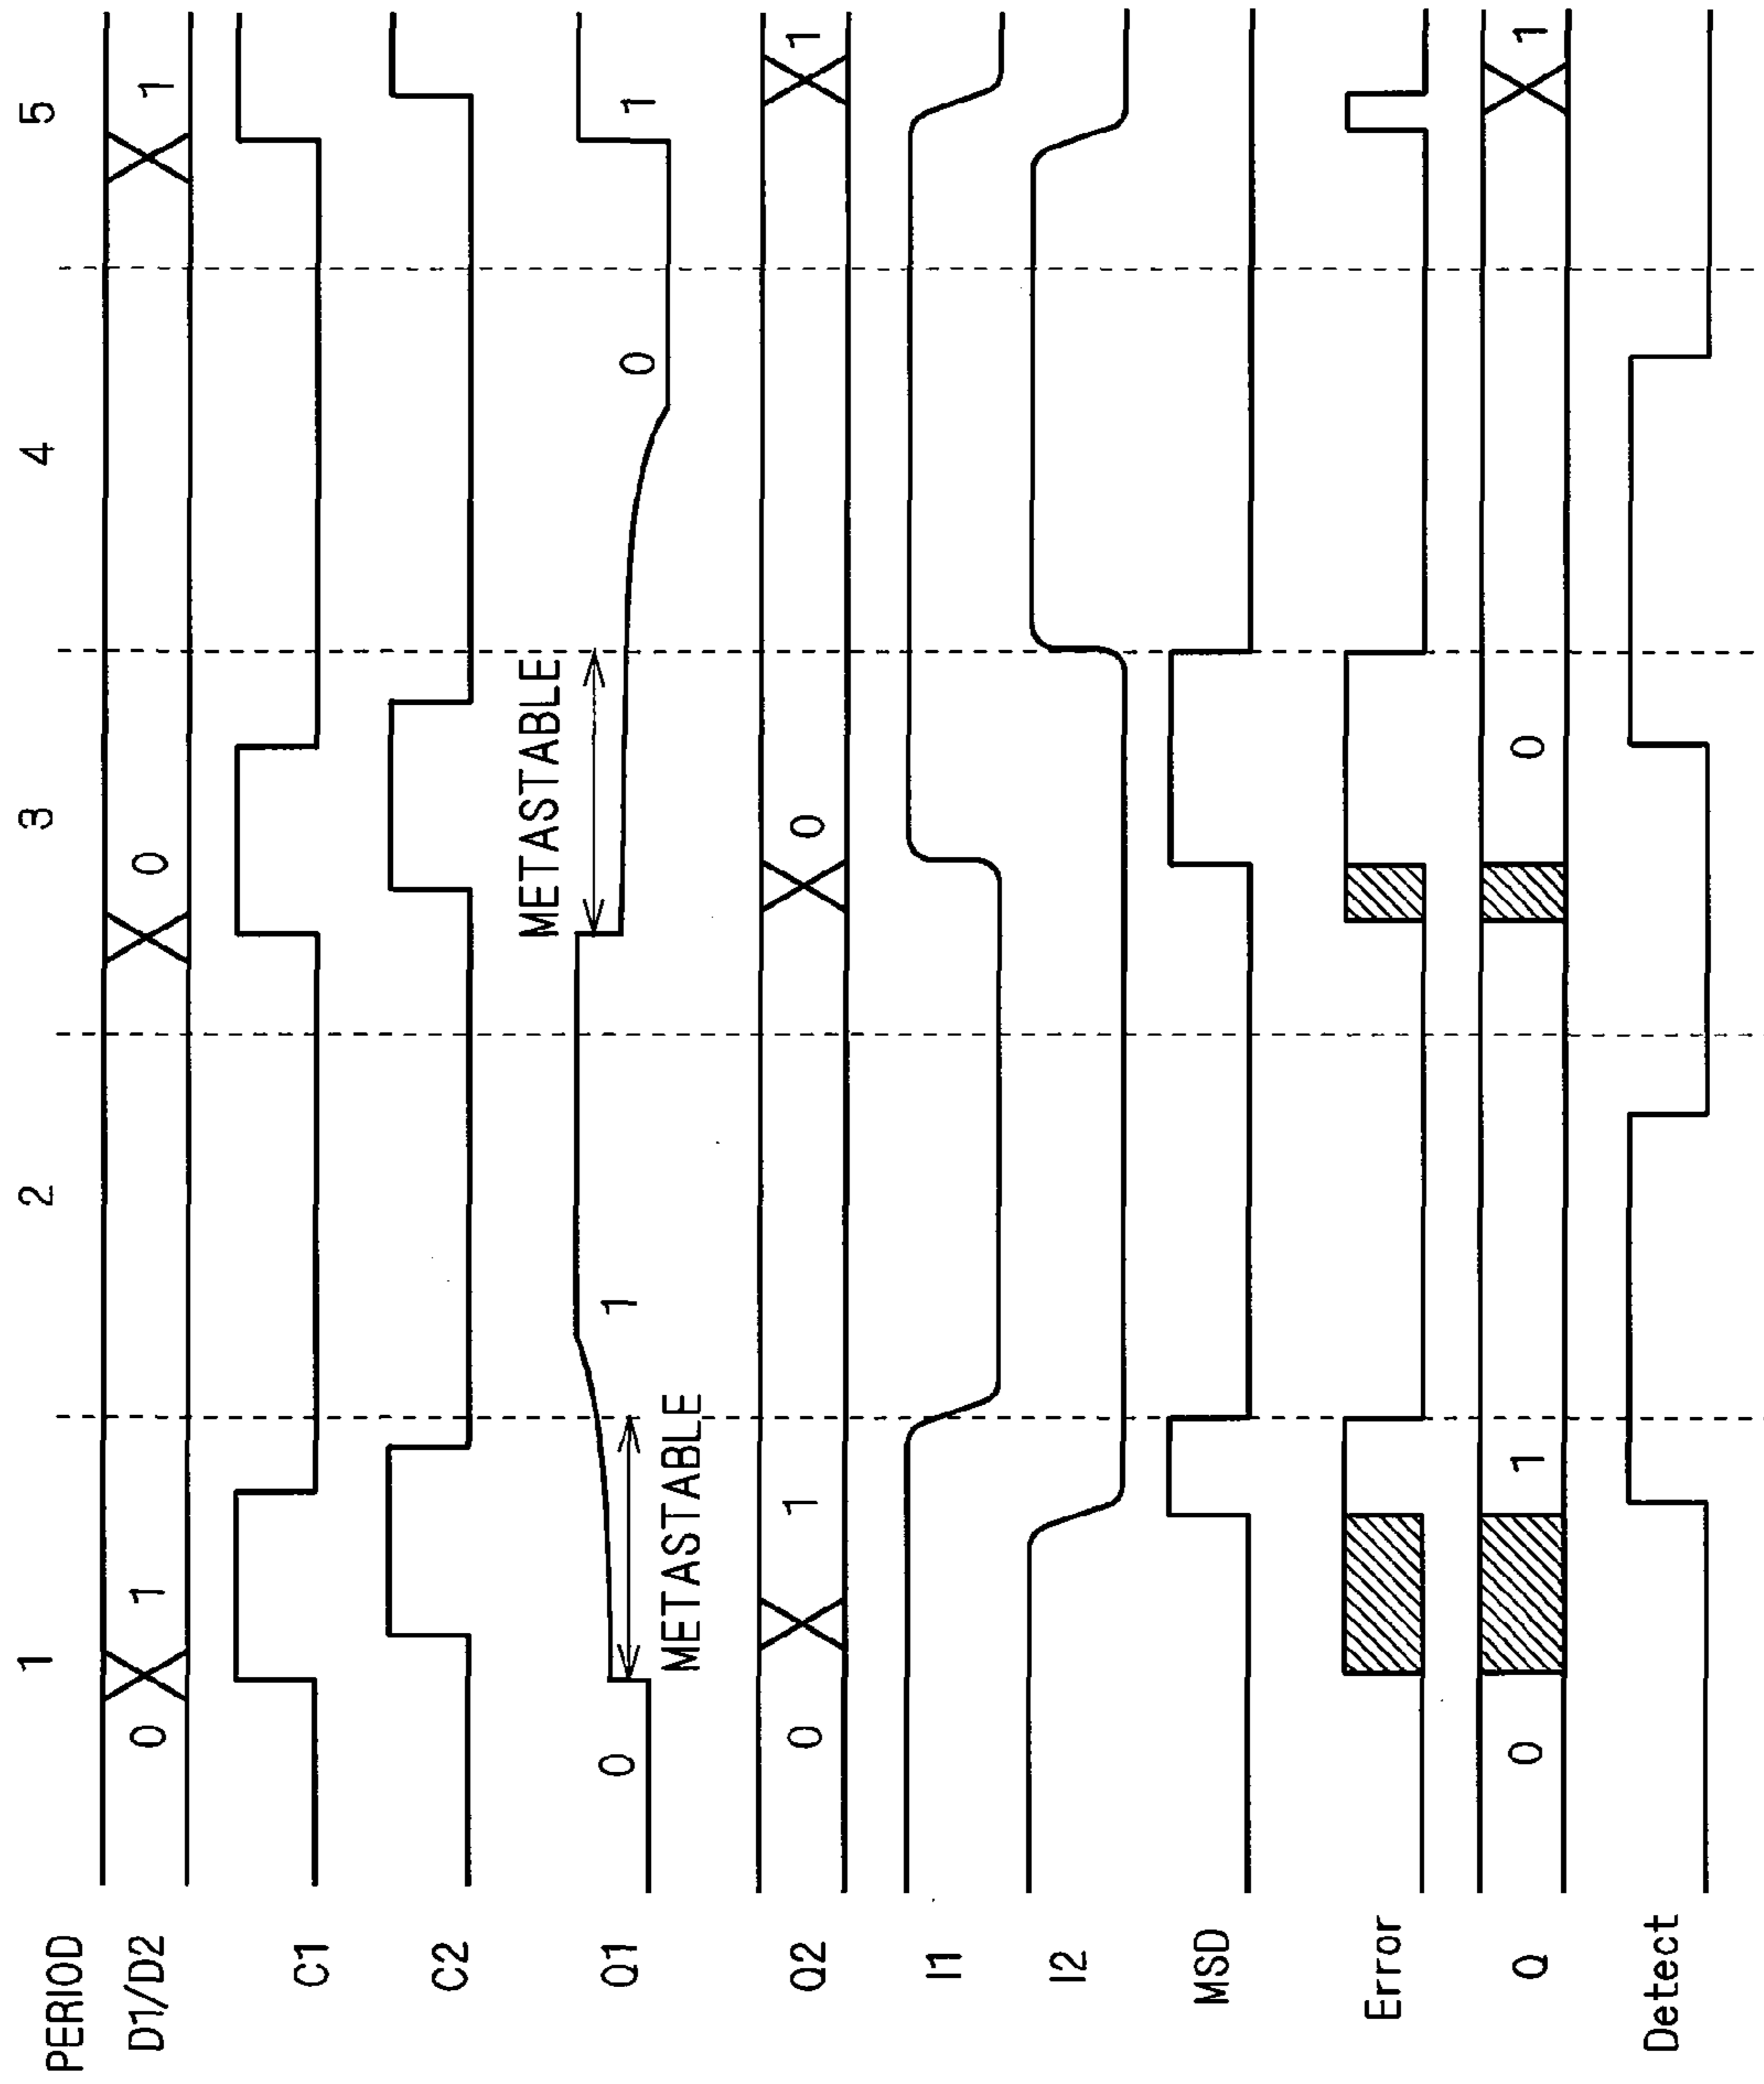 PERIOD 1 2 3 4 5
D1/D2 0 1 0 1
C1
C2
Q1 0 METASTABLE 1 METASTABLE 0 1
Q2 0 1 0 1
I1
I2
MSD
Error
Q 0 1 0 1
Detect